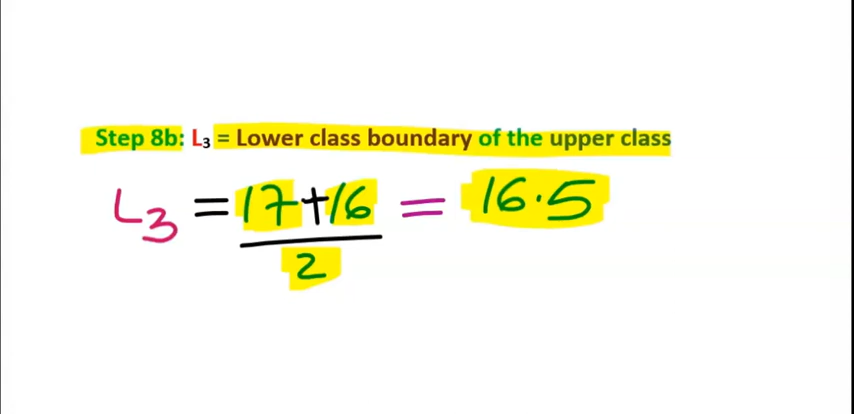 Step 8b: L₃ = Lower class boundary of the upper class
L₃ = 17+16 = 16.5
2